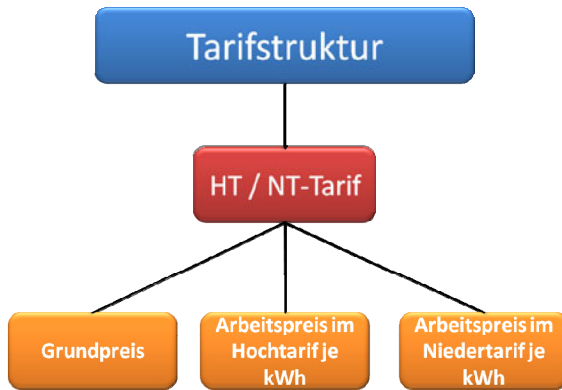 Tarifstruktur
HT / NT-Tarif
Grundpreis
Arbeitspreis im
Hochtarif je
kWh
Arbeitspreis im
Niedertarif je
kWh